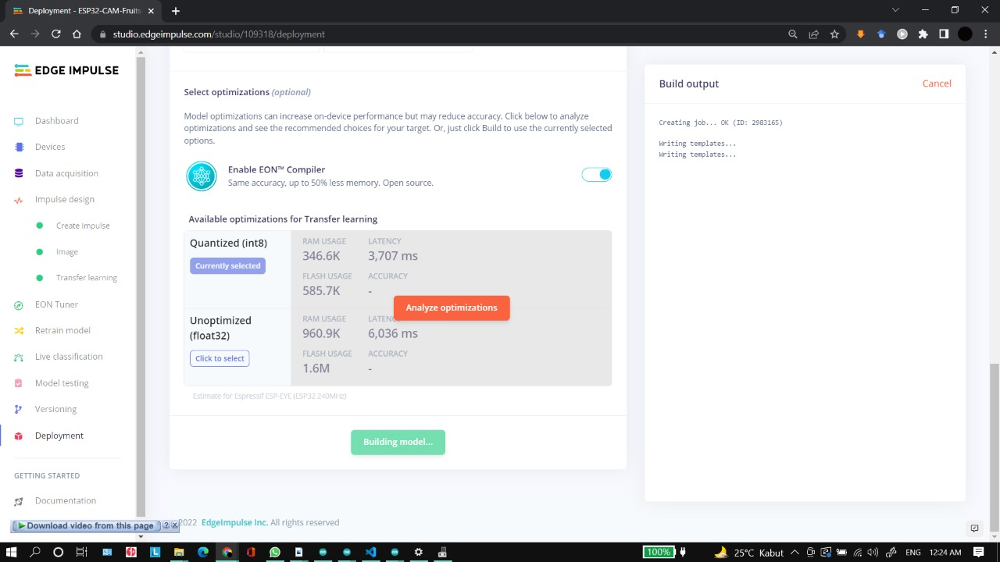 Deployment - ESP32-CAM-Fruits
studio.edgeimpulse.com/studio/109318/deployment
EDGE IMPULSE
Dashboard
Devices
Data acquisition
Impulse design
Create impulse
Image
Transfer learning
EON Tuner
Retrain model
Live classification
Model testing
Versioning
Deployment
GETTING STARTED
Documentation
Download video from this page
Select optimizations (optional)
Model optimizations can increase on-device performance but may reduce accuracy. Click below to analyze
optimizations and see the recommended choices for your target. Or, just click Build to use the currently selected
options.
Enable EON™ Compiler
Same accuracy, up to 50% less memory. Open source.
Available optimizations for Transfer learning
Quantized (int8)
Currently selected
RAM USAGE LATENCY
346.6K 3,707 ms
FLASH USAGE ACCURACY
585.7K -
Analyze optimizations
Unoptimized
(float32)
Click to select
RAM USAGE
960.9K 6,036 ms
FLASH USAGE ACCURACY
1.6M -
Estimate for Espressif ESP-EYE (ESP32 240MHz)
Building model...
2022 EdgeImpulse Inc. All rights reserved
Build output
Cancel
Creating job... OK (ID: 2983165)
Writing templates...
Writing templates...
100%
25°C Kabut
ENG
12:24 AM